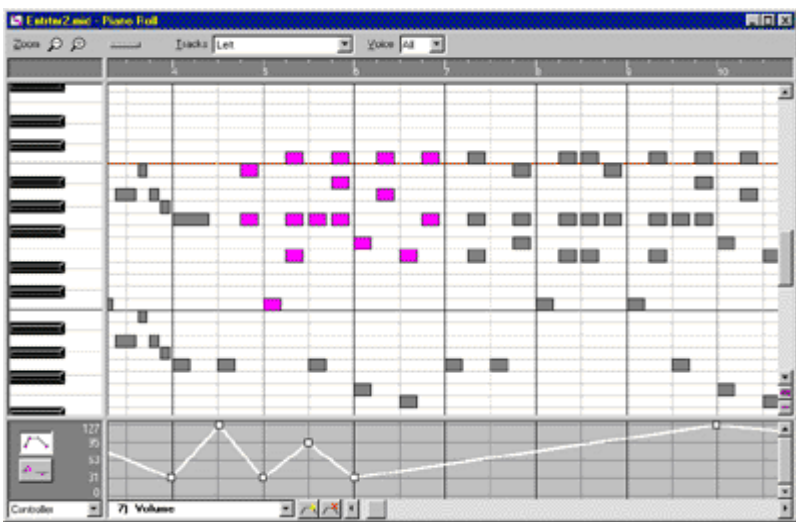 Entrtnr2.mid - Piano Roll
Zoom Tracks Left Voice All
4 5 6 7 8 9 10
127
95
63
31
0
Controller 7) Volume